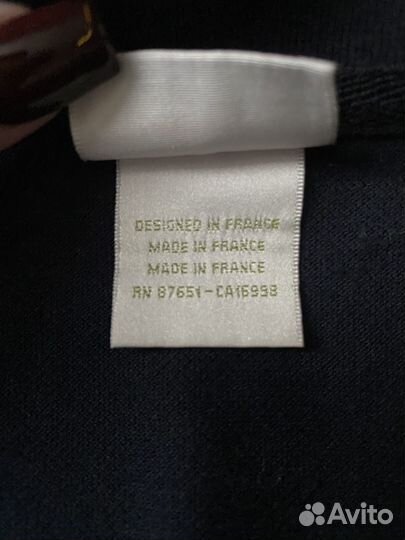 DESIGNED IN FRANCE
MADE IN FRANCE
MADE IN FRANCE
RN 87651-CA16998
Avito